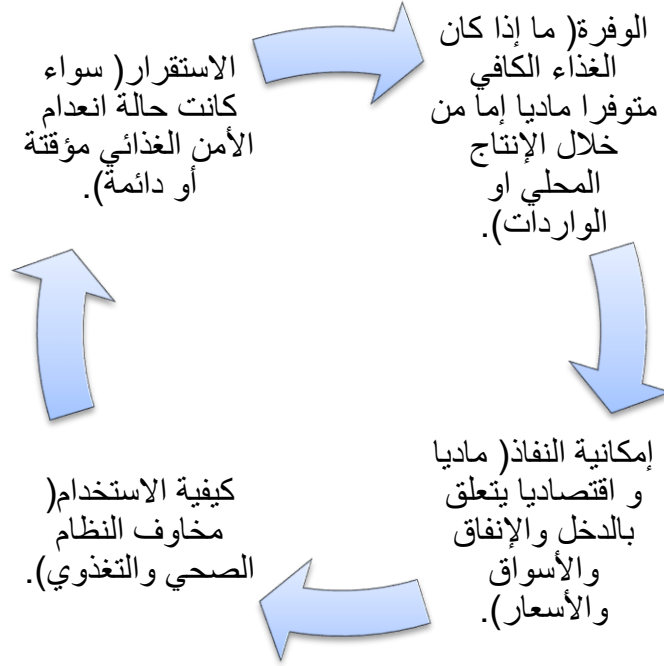 الوفرة( ما إذا كان
الغذاء الكافي
متوفرا ماديا إما من
خلال الإنتاج
المحلي او
الواردات).
إمكانية النفاذ( ماديا
و اقتصاديا يتعلق
بالدخل والإنفاق
والأسواق
والأسعار).
كيفية الاستخدام(
مخاوف النظام
الصحي والتغذوي).
الاستقرار( سواء
كانت حالة انعدام
الأمن الغذائي مؤقتة
أو دائمة).